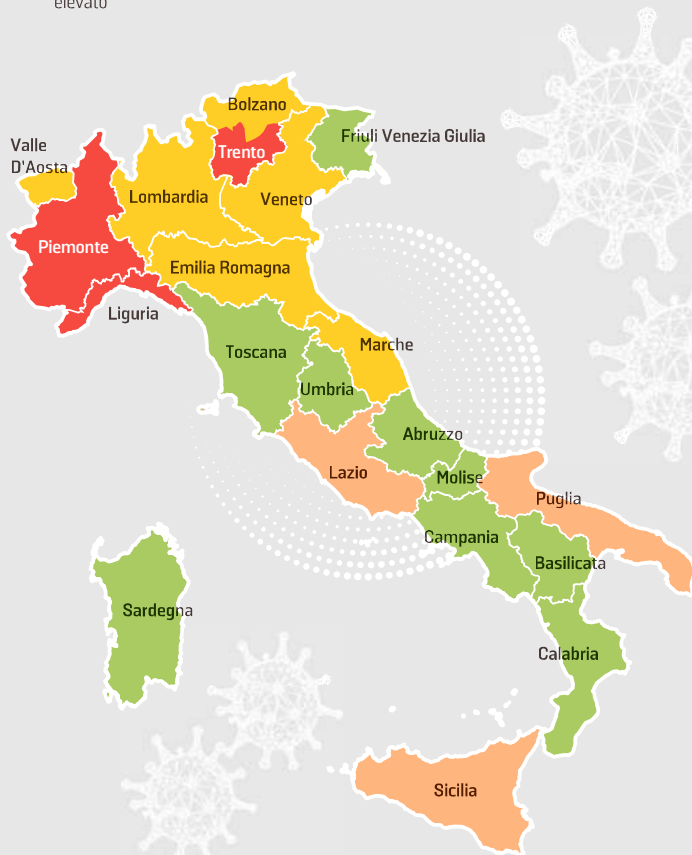 elevato
Bolzano
Friuli Venezia Giulia
Valle
D'Aosta
Trento
Lombardia
Veneto
Piemonte
Emilia Romagna
Liguria
Marche
Toscana
Umbria
Abruzzo
Lazio
Molise
Puglia
Campania
Basilicata
Sardegna
Calabria
Sicilia